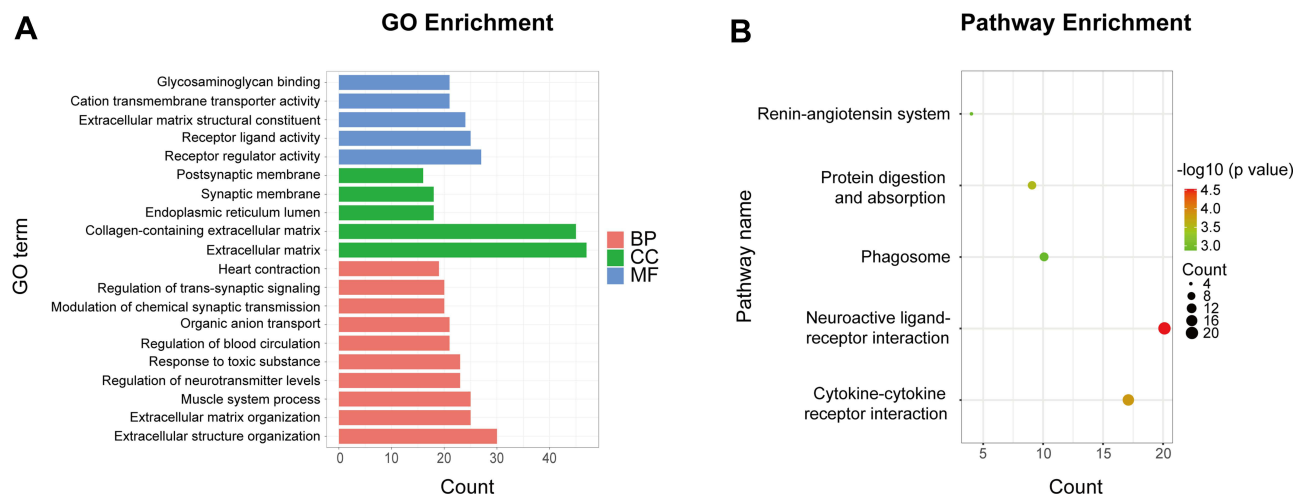 A
GO Enrichment
GO term
Glycosaminoglycan binding
Cation transmembrane transporter activity
Extracellular matrix structural constituent
Receptor ligand activity
Receptor regulator activity
Postsynaptic membrane
Synaptic membrane
Endoplasmic reticulum lumen
Collagen-containing extracellular matrix
Extracellular matrix
Heart contraction
Regulation of trans-synaptic signaling
Modulation of chemical synaptic transmission
Organic anion transport
Regulation of blood circulation
Response to toxic substance
Regulation of neurotransmitter levels
Muscle system process
Extracellular matrix organization
Extracellular structure organization
0 10 20 30 40
Count
BP
CC
MF
B
Pathway Enrichment
Pathway name
Renin-angiotensin system
Protein digestion
and absorption
Phagosome
Neuroactive ligand-
receptor interaction
Cytokine-cytokine
receptor interaction
5 10 15 20
Count
-log10 (p value)
4.5
4.0
3.5
3.0
Count
4
8
12
16
20